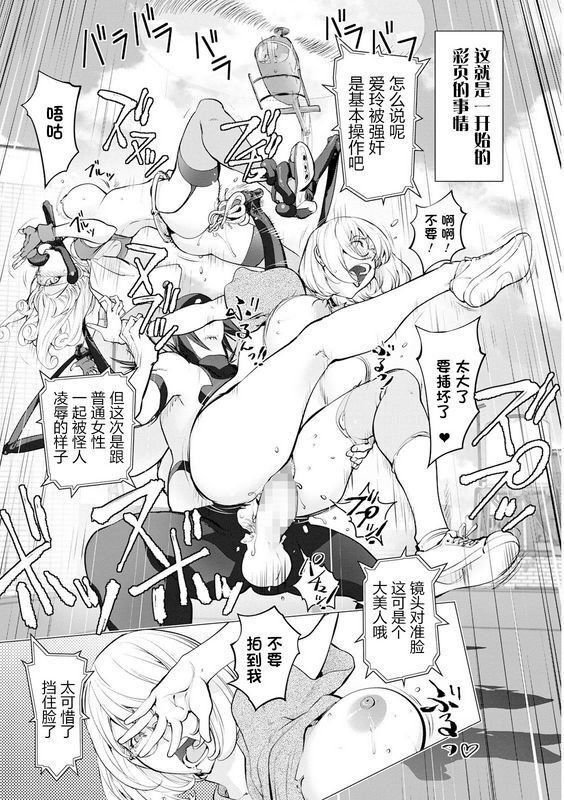 这就是一开始的
彩页的事情
怎么说呢
爱玲被强奸
是基本操作吧
唔咕
啊啊!
不要!
太大了
要插坏了♥
但这次是跟
普通女性
一起被怪人
凌辱的样子
镜头对准脸
这可是个
大美人哦
不要
拍到我
太可惜了
挡住脸了
バラ
バラ
バラ
バラ